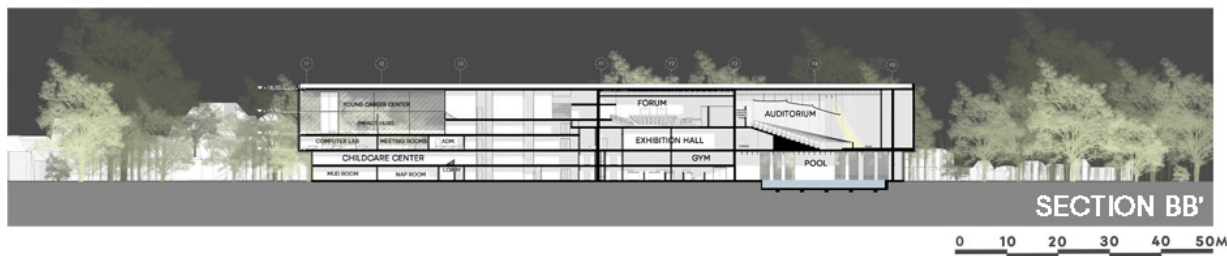 YOUNG CAREER CENTER
IMPACT HUBS
COMPUTER LAB MEETING ROOMS ADM.
CHILDCARE CENTER
MUD ROOM NAP ROOM LOBBY
FORUM
AUDITORIUM
EXHIBITION HALL
GYM
POOL
SECTION BB'
0 10 20 30 40 50M